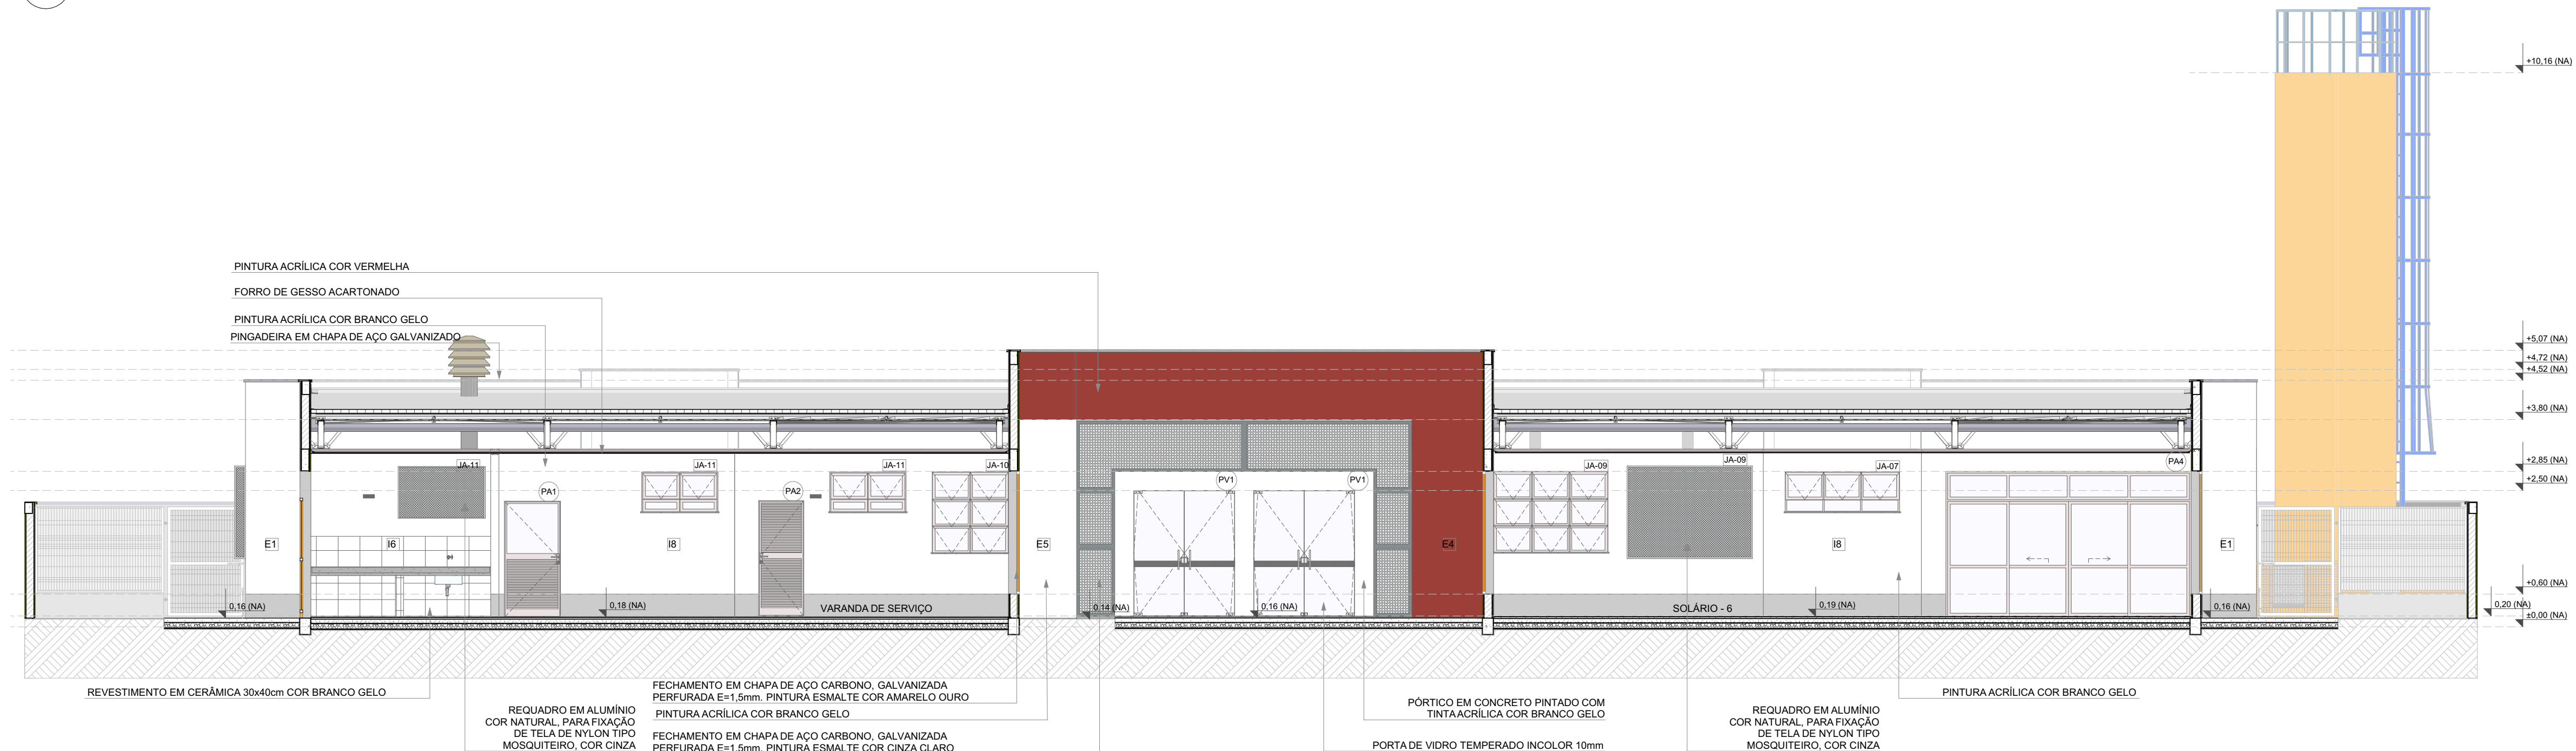 +10,16 (NA)
PINTURA ACRÍLICA COR VERMELHA
FORRO DE GESSO ACARTONADO
PINTURA ACRÍLICA COR BRANCO GELO
PINGADEIRA EM CHAPA DE AÇO GALVANIZADO
+5,07 (NA)
+4,72 (NA)
+4,52 (NA)
+3,80 (NA)
+2,85 (NA)
+2,50 (NA)
JA-11
JA-11
JA-11
JA-10
JA-09
JA-09
JA-07
PA4
PA1
PA2
PV1
PV1
E1
I6
I8
E5
E4
I8
E1
+0,60 (NA)
0,16 (NA)
0,18 (NA)
VARANDA DE SERVIÇO
0,14 (NA)
0,16 (NA)
SOLÁRIO - 6
0,19 (NA)
0,16 (NA)
0,20 (NA)
±0,00 (NA)
REVESTIMENTO EM CERÂMICA 30x40cm COR BRANCO GELO
REQUADRO EM ALUMÍNIO
COR NATURAL, PARA FIXAÇÃO
DE TELA DE NYLON TIPO
MOSQUITEIRO, COR CINZA
FECHAMENTO EM CHAPA DE AÇO CARBONO, GALVANIZADA
PERFURADA E=1,5mm. PINTURA ESMALTE COR AMARELO OURO
PINTURA ACRÍLICA COR BRANCO GELO
FECHAMENTO EM CHAPA DE AÇO CARBONO, GALVANIZADA
PERFURADA E=1,5mm. PINTURA ESMALTE COR CINZA CLARO
PÓRTICO EM CONCRETO PINTADO COM
TINTA ACRÍLICA COR BRANCO GELO
PORTA DE VIDRO TEMPERADO INCOLOR 10mm
REQUADRO EM ALUMÍNIO
COR NATURAL, PARA FIXAÇÃO
DE TELA DE NYLON TIPO
MOSQUITEIRO, COR CINZA
PINTURA ACRÍLICA COR BRANCO GELO